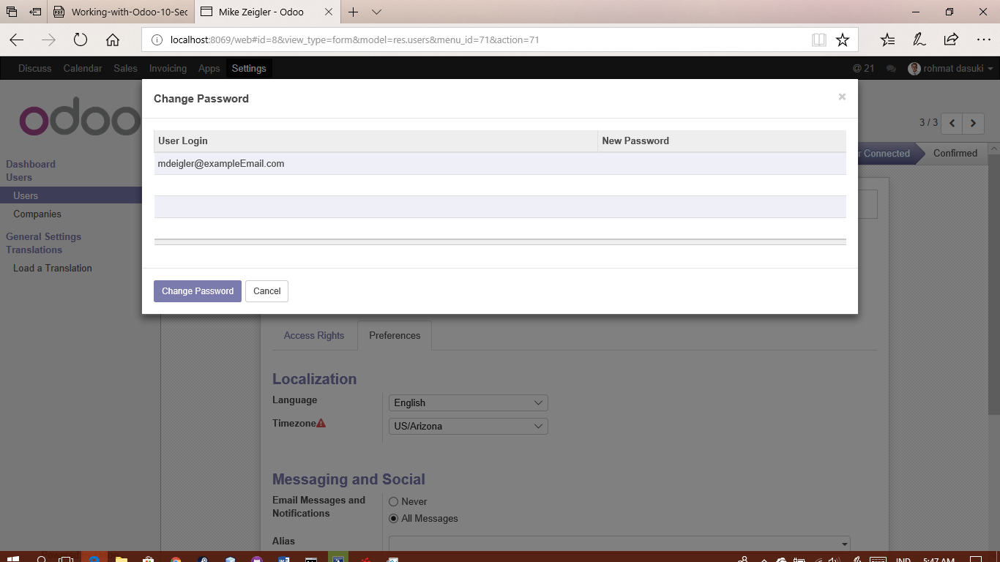 Working-with-Odoo-10-Sec
Mike Zeigler - Odoo
localhost:8069/web#id=8&view_type=form&model=res.users&menu_id=71&action=71
Discuss Calendar Sales Invoicing Apps Settings @ 21 rohmat dasuki
odoo
Change Password
3 / 3
User Login New Password
mdeigler@exampleEmail.com
Connected Confirmed
Dashboard
Users
Users
Companies
General Settings
Translations
Load a Translation
Change Password Cancel
Access Rights Preferences
Localization
Language English
Timezone US/Arizona
Messaging and Social
Email Messages and
Notifications
Never
All Messages
Alias
IND 5:47 AM